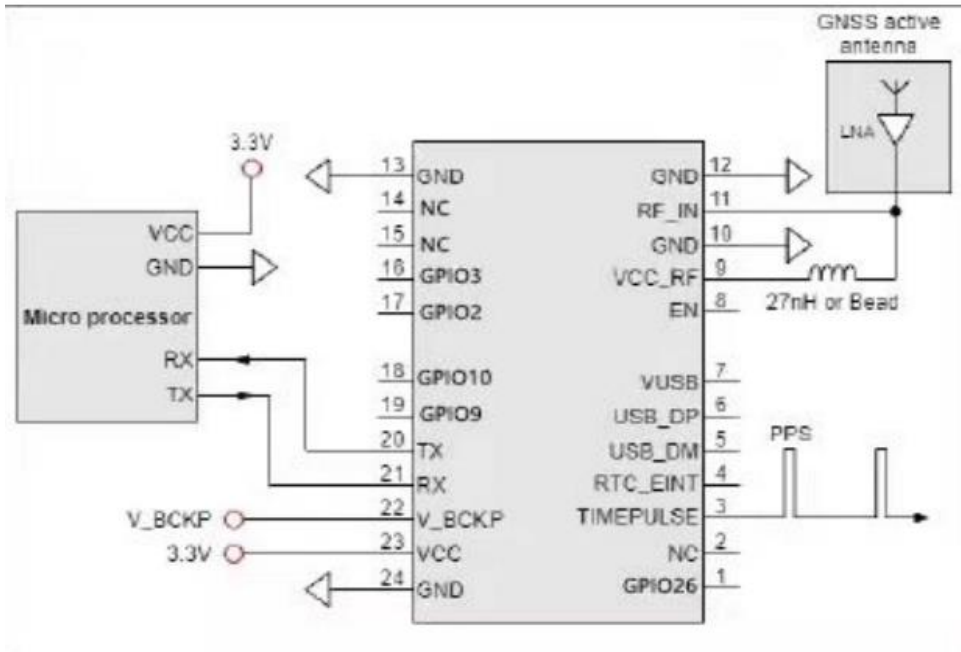 GNSS active
antenna
LNA
3.3V
13 GND
14 NC
15 NC
16 GPIO3
17 GPIO2
18 GPIO10
19 GPIO9
20 TX
21 RX
22 V_BCKP
23 VCC
24 GND
GND 12
RF_IN 11
GND 10
VCC_RF 9
EN 8
VUSB 7
USB_DP 6
USB_DM 5
RTC_EINT 4
TIMEPULSE 3
NC 2
GPIO26 1
VCC
GND
Micro processor
RX
TX
V_BCKP
3.3V
27nH or Bead
PPS